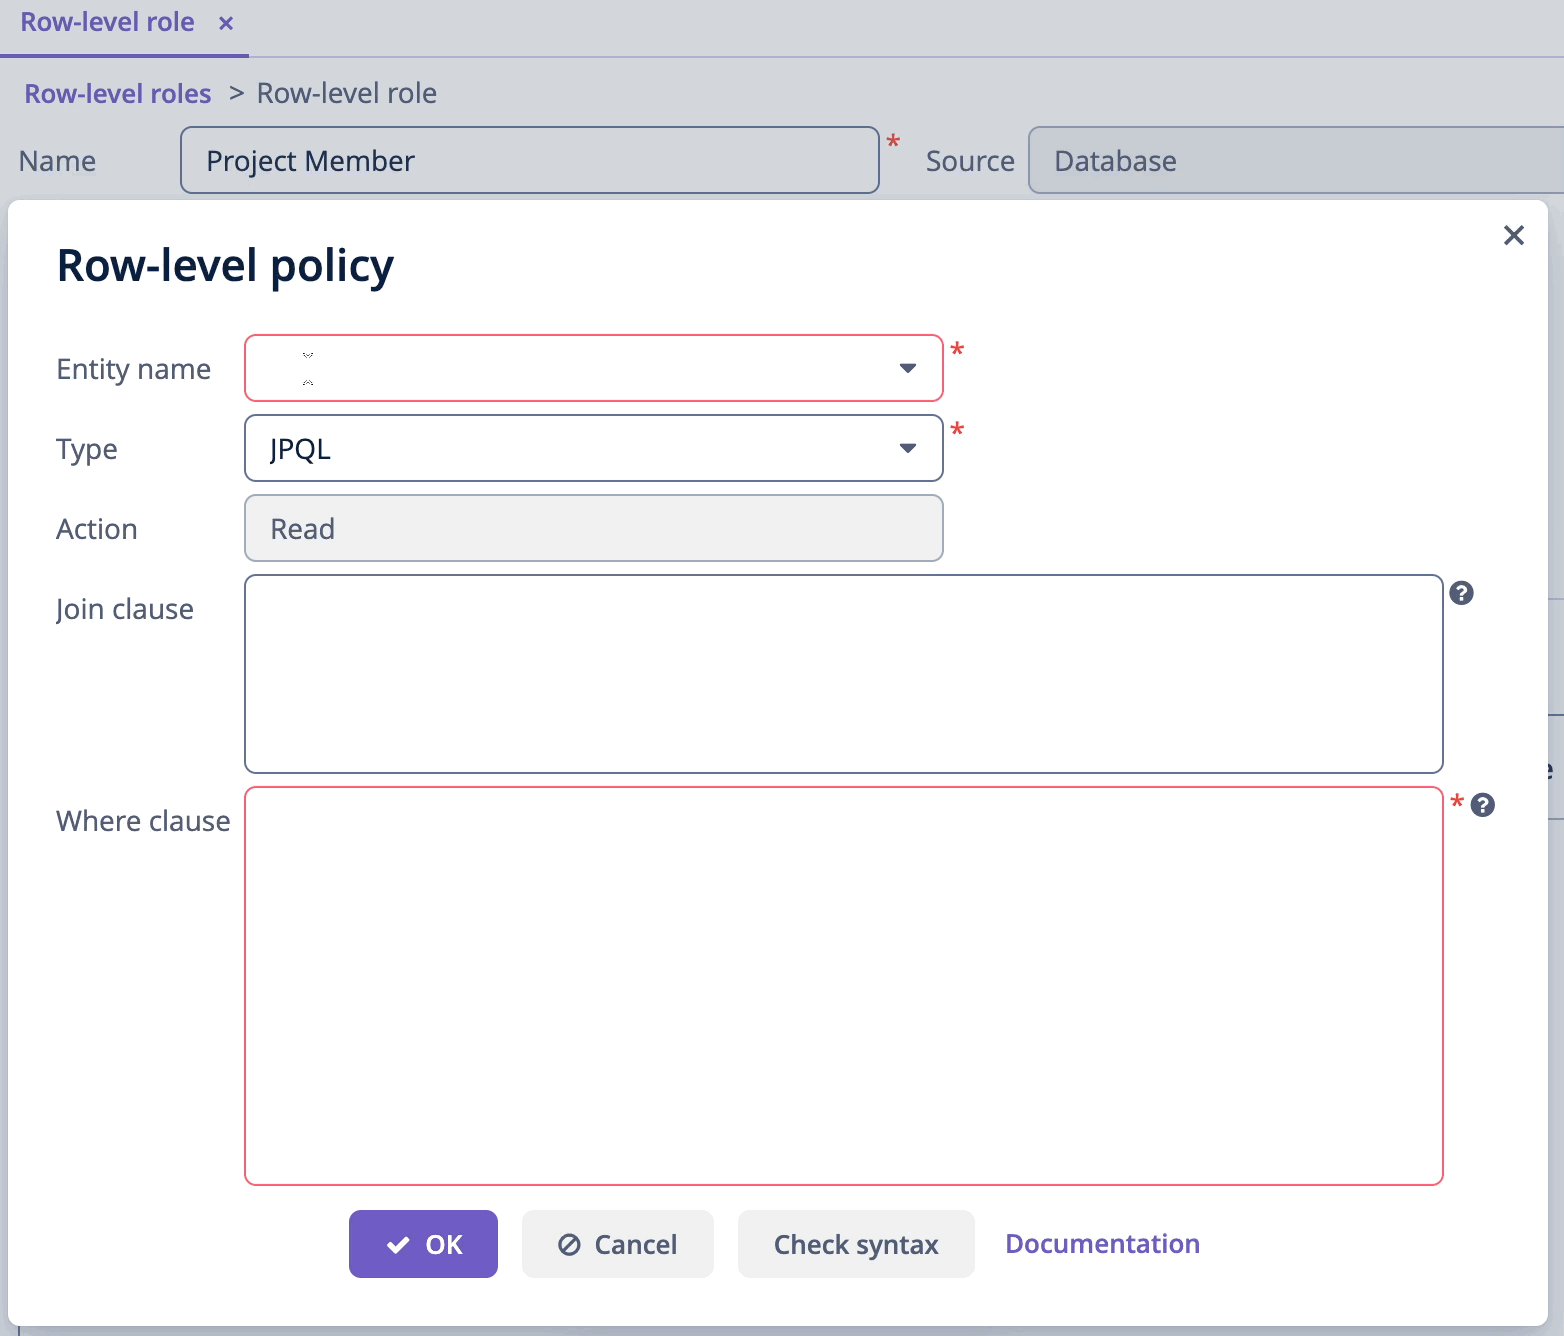 Row-level role ×
Row-level roles > Row-level role
Name Project Member * Source Database
Row-level policy
Entity name *
Type JPQL *
Action Read
Join clause ?
Where clause * ?
OK Cancel Check syntax Documentation